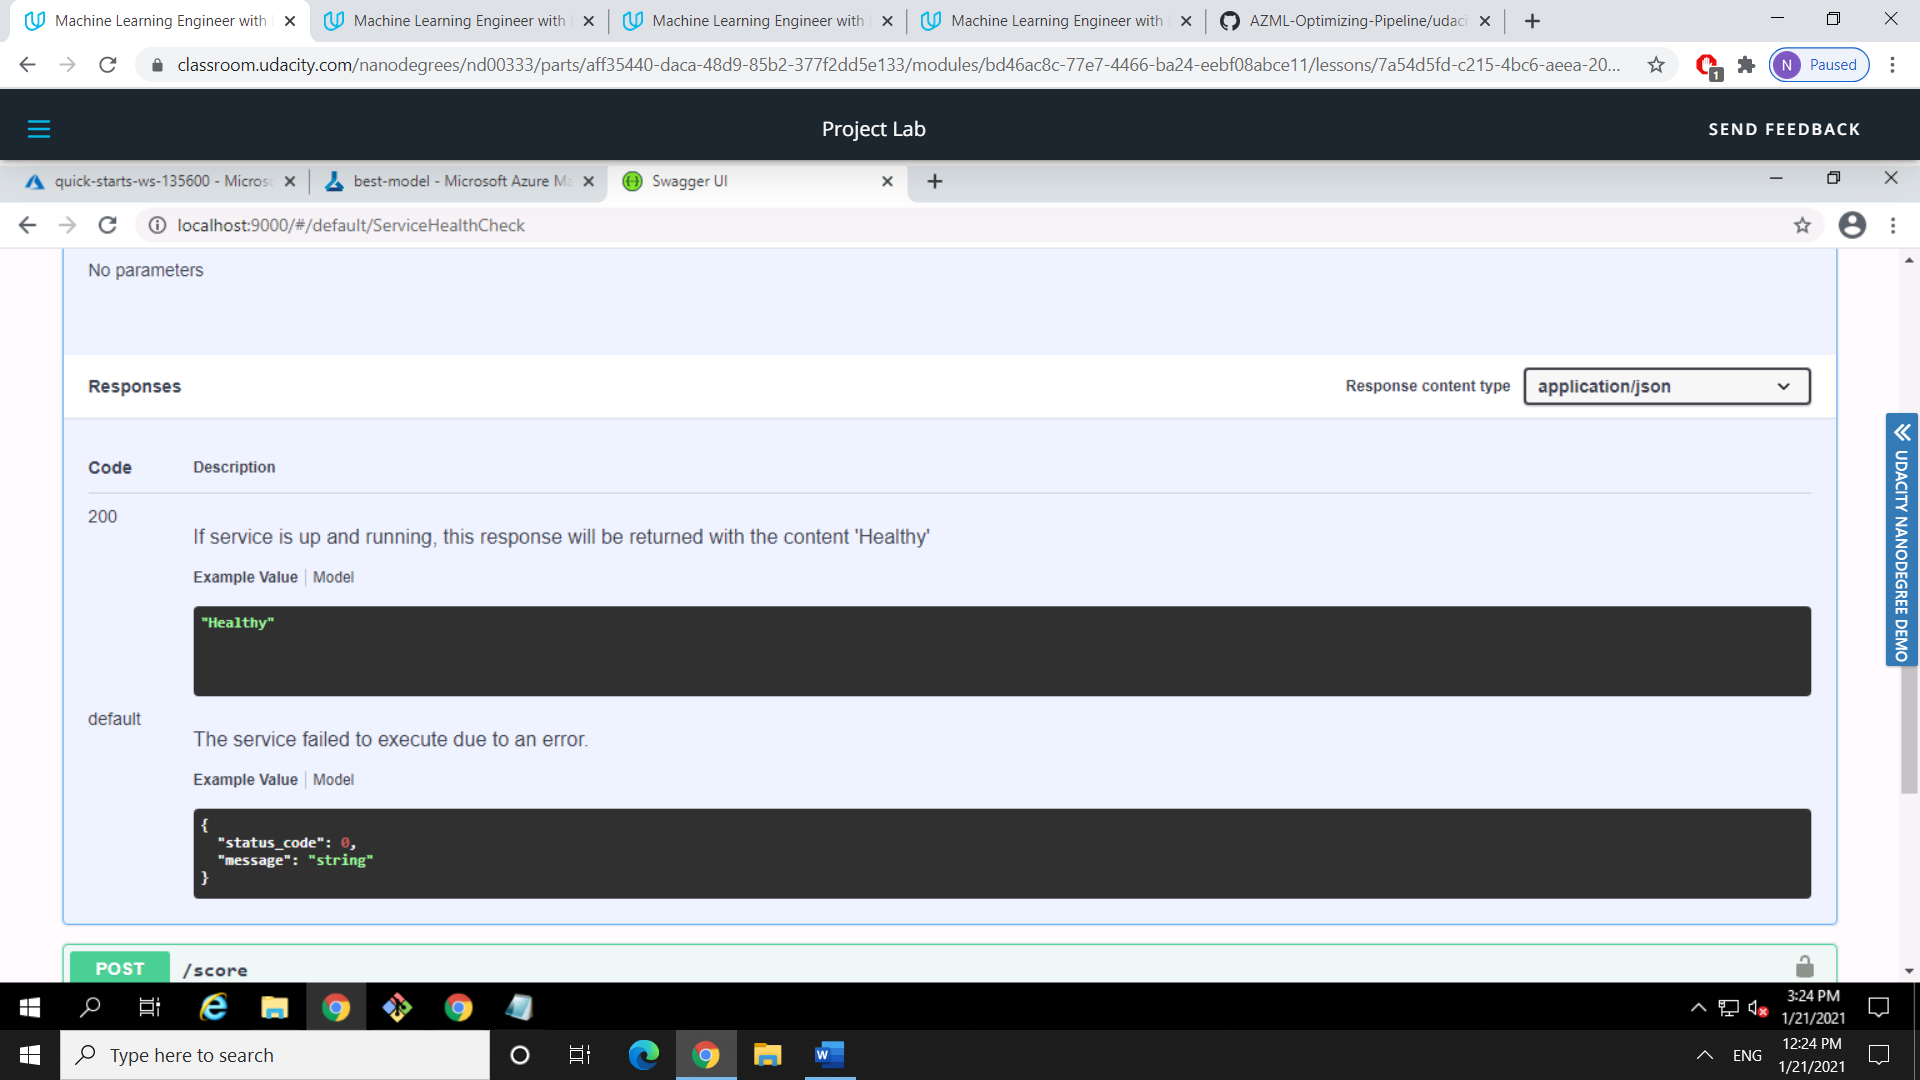 Machine Learning Engineer with
Machine Learning Engineer with
Machine Learning Engineer with
Machine Learning Engineer with
AZML-Optimizing-Pipeline/udaci
classroom.udacity.com/nanodegrees/nd00333/parts/aff35440-daca-48d9-85b2-377f2dd5e133/modules/bd46ac8c-77e7-4466-ba24-eebf08abce11/lessons/7a54d5fd-c215-4bc6-aeea-20...
1
N Paused
Project Lab
SEND FEEDBACK
quick-starts-ws-135600 - Micros
best-model - Microsoft Azure Ma
Swagger UI
localhost:9000/#/default/ServiceHealthCheck
No parameters
Responses
Response content type
application/json
Code
Description
200
If service is up and running, this response will be returned with the content 'Healthy'
Example Value Model
"Healthy"
default
The service failed to execute due to an error.
Example Value Model
{
"status_code": 0,
"message": "string"
}
POST /score
UDACITY NANODEGREE DEMO
3:24 PM
1/21/2021
Type here to search
ENG
12:24 PM
1/21/2021